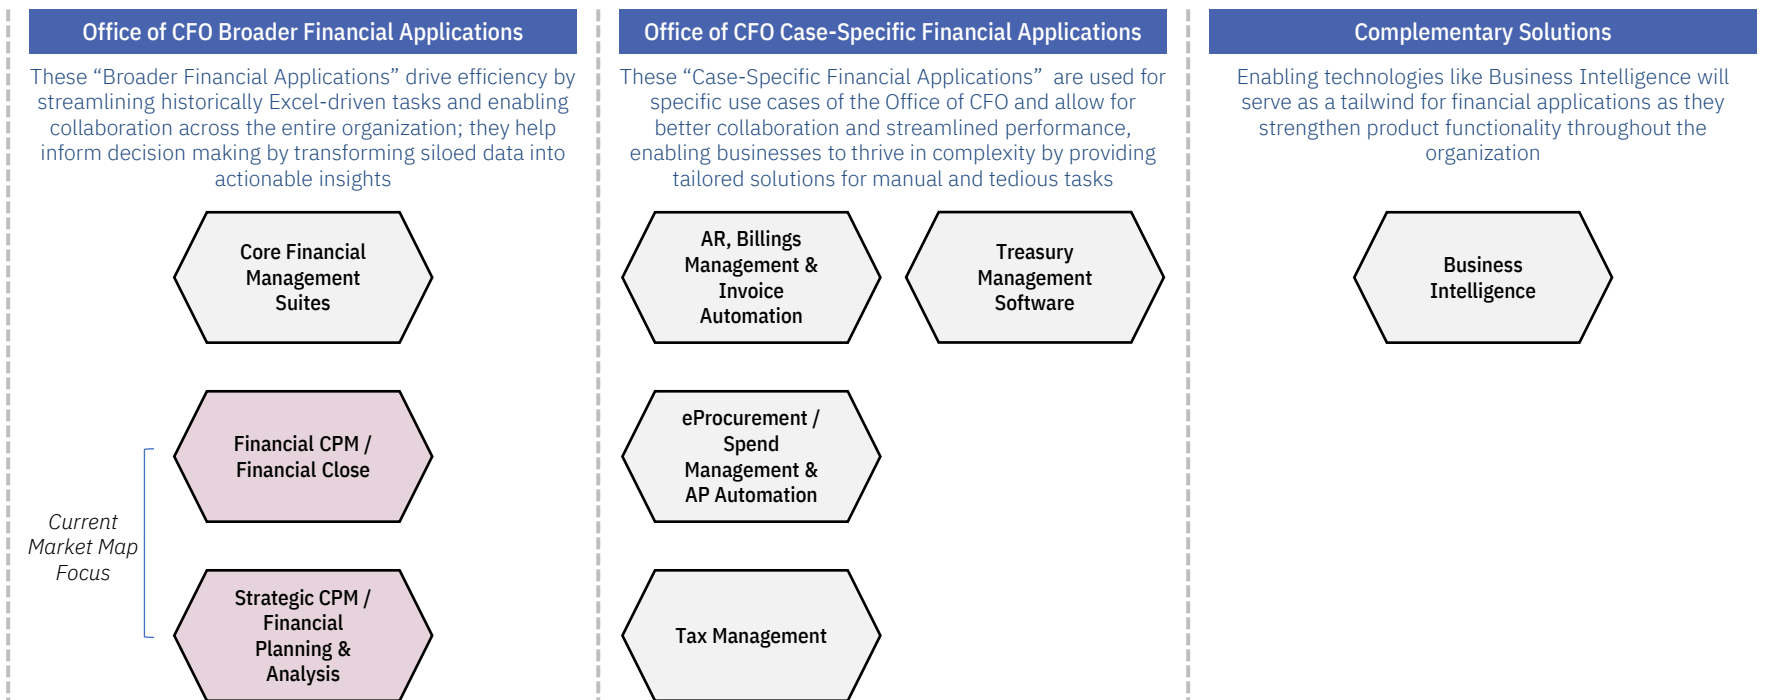 Office of CFO Broader Financial Applications
These “Broader Financial Applications” drive efficiency by
streamlining historically Excel-driven tasks and enabling
collaboration across the entire organization; they help
inform decision making by transforming siloed data into
actionable insights
Core Financial
Management
Suites
Financial CPM /
Financial Close
Current
Market Map
Focus
Strategic CPM /
Financial
Planning &
Analysis
Office of CFO Case-Specific Financial Applications
These “Case-Specific Financial Applications”  are used for
specific use cases of the Office of CFO and allow for
better collaboration and streamlined performance,
enabling businesses to thrive in complexity by providing
tailored solutions for manual and tedious tasks
AR, Billings
Management &
Invoice
Automation
Treasury
Management
Software
eProcurement /
Spend
Management &
AP Automation
Tax Management
Complementary Solutions
Enabling technologies like Business Intelligence will
serve as a tailwind for financial applications as they
strengthen product functionality throughout the
organization
Business
Intelligence